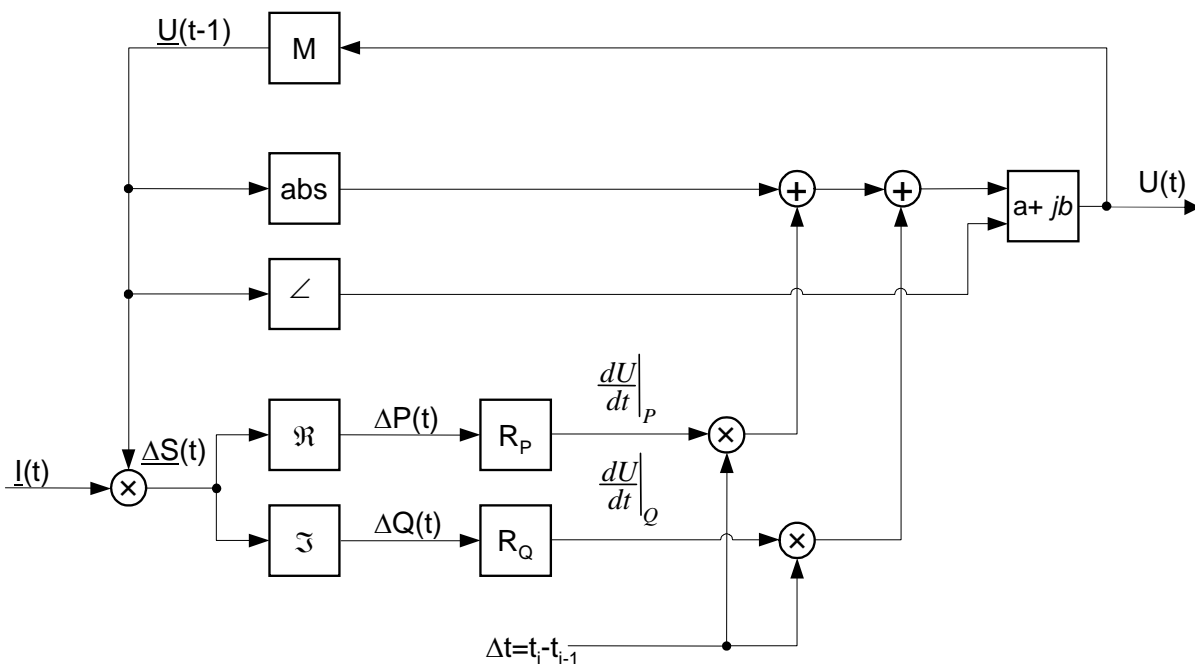 U(t-1)
M
abs
+
+
a+ jb
U(t)
∠
dU/dt|P
ℜ
ΔP(t)
RP
×
ΔS(t)
I(t)
×
dU/dt|Q
ℑ
ΔQ(t)
RQ
×
Δt=ti-ti-1